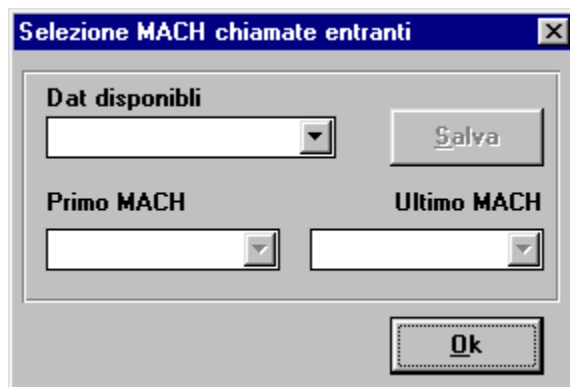 Selezione MACH chiamate entranti
Dat disponibli
Salva
Primo MACH
Ultimo MACH
Ok